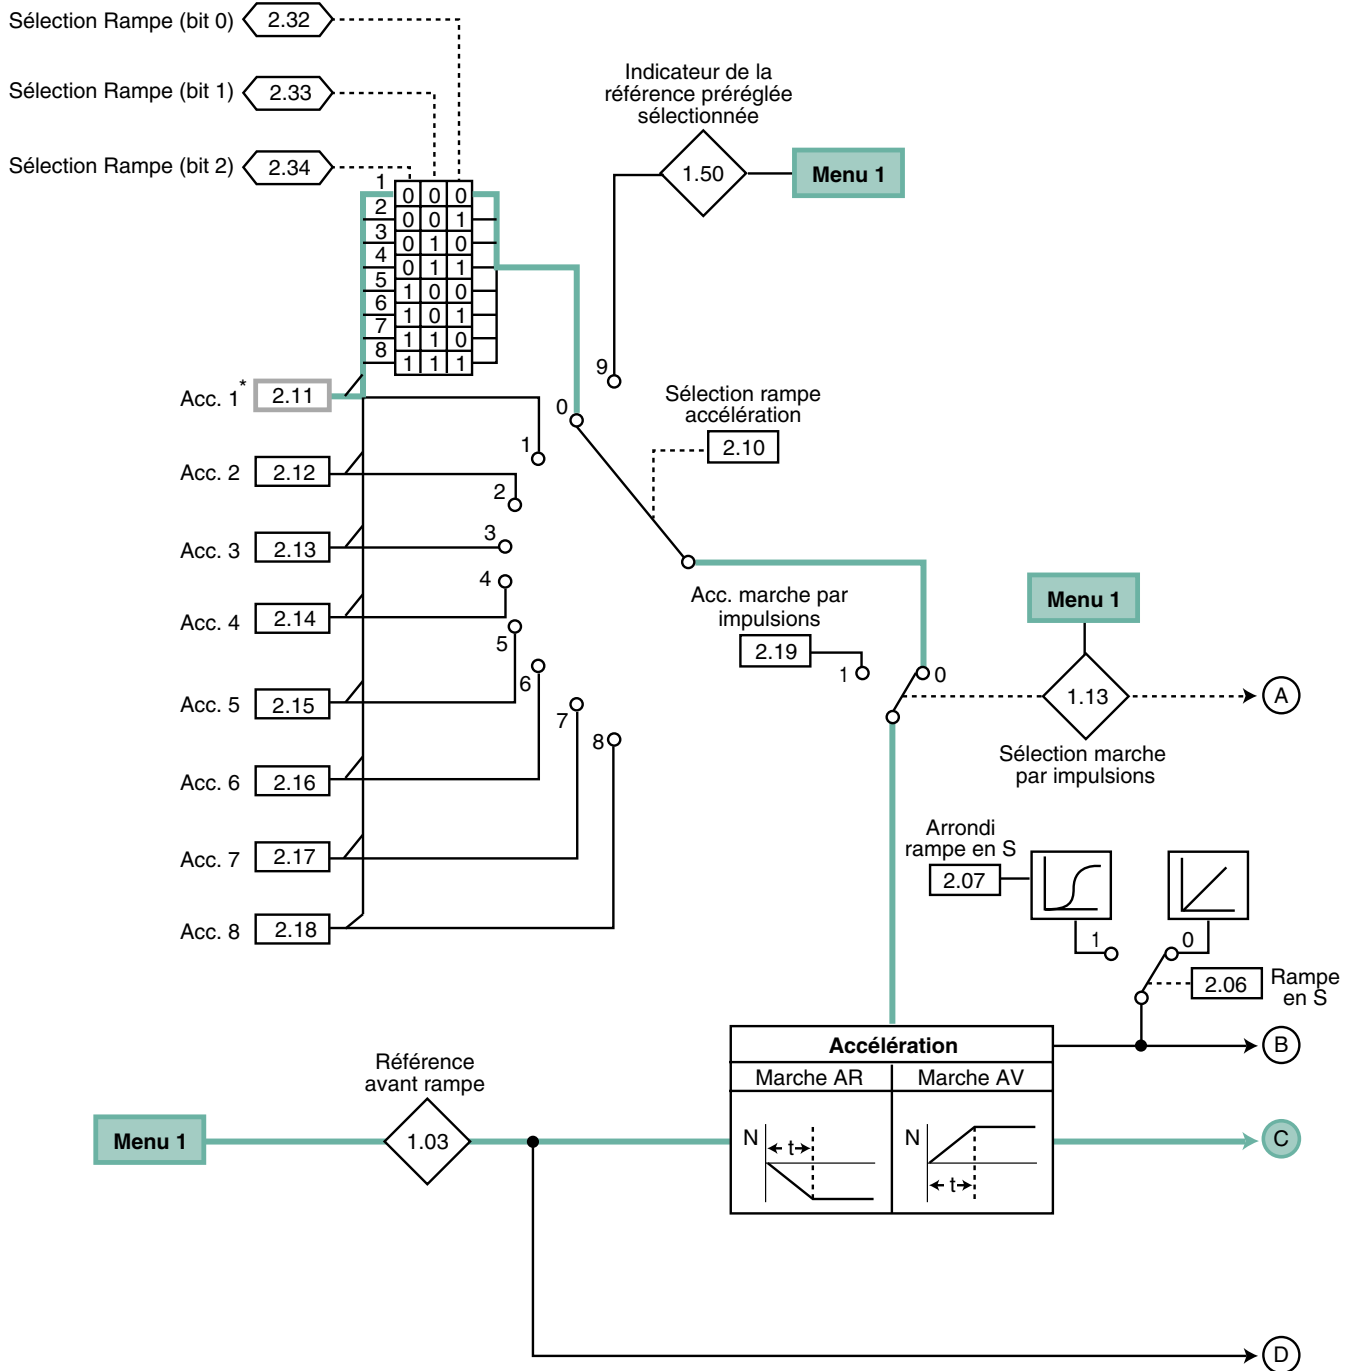 Sélection Rampe (bit 0) 2.32
Sélection Rampe (bit 1) 2.33
Sélection Rampe (bit 2) 2.34
Indicateur de la
référence préréglée
sélectionnée
1.50
Menu 1
1 0 0 0
2 0 0 1
3 0 1 0
4 0 1 1
5 1 0 0
6 1 0 1
7 1 1 0
8 1 1 1
Acc. 1* 2.11
Acc. 2 2.12
Acc. 3 2.13
Acc. 4 2.14
Acc. 5 2.15
Acc. 6 2.16
Acc. 7 2.17
Acc. 8 2.18
9
0
1
2
3
4
5
6
7
8
Sélection rampe
accélération
2.10
Acc. marche par
impulsions
2.19
1
0
Menu 1
1.13
A
Sélection marche
par impulsions
Arrondi
rampe en S
2.07
1
0
2.06
Rampe
en S
B
Menu 1
Référence
avant rampe
1.03
Accélération
Marche AR
Marche AV
N
t
N
t
C
D